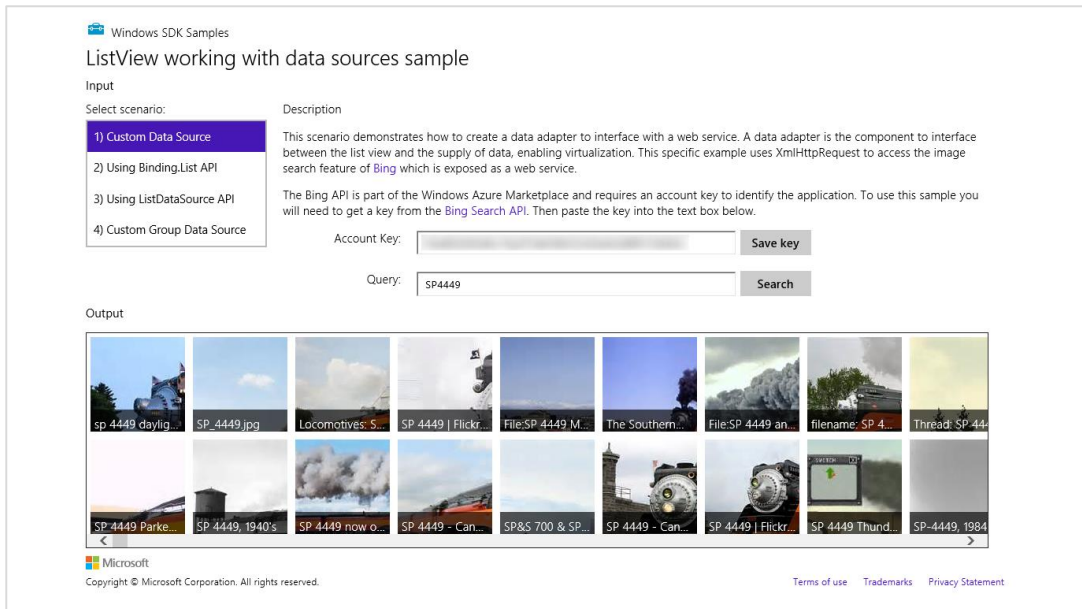 Windows SDK Samples
ListView working with data sources sample
Input
Select scenario:
1) Custom Data Source
2) Using Binding.List API
3) Using ListDataSource API
4) Custom Group Data Source
Description
This scenario demonstrates how to create a data adapter to interface with a web service. A data adapter is the component to interface
between the list view and the supply of data, enabling virtualization. This specific example uses XmlHttpRequest to access the image
search feature of Bing which is exposed as a web service.
The Bing API is part of the Windows Azure Marketplace and requires an account key to identify the application. To use this sample you
will need to get a key from the Bing Search API. Then paste the key into the text box below.
Account Key:
Save key
Query:
SP4449
Search
Output
sp 4449 daylig...
SP_4449.jpg
Locomotives: S...
SP 4449 | Flickr...
File:SP 4449 M...
The Southern...
File:SP 4449 an...
filename: SP 4...
Thread: SP 444
SP 4449 Parke...
SP 4449, 1940's
SP 4449 now o...
SP 4449 - Can...
SP&S 700 & SP...
SP 4449 - Can...
SP 4449 | Flickr...
SWITCH
SP 4449 Thund...
SP-4449, 1984
Microsoft
Copyright © Microsoft Corporation. All rights reserved.
Terms of use
Trademarks
Privacy Statement